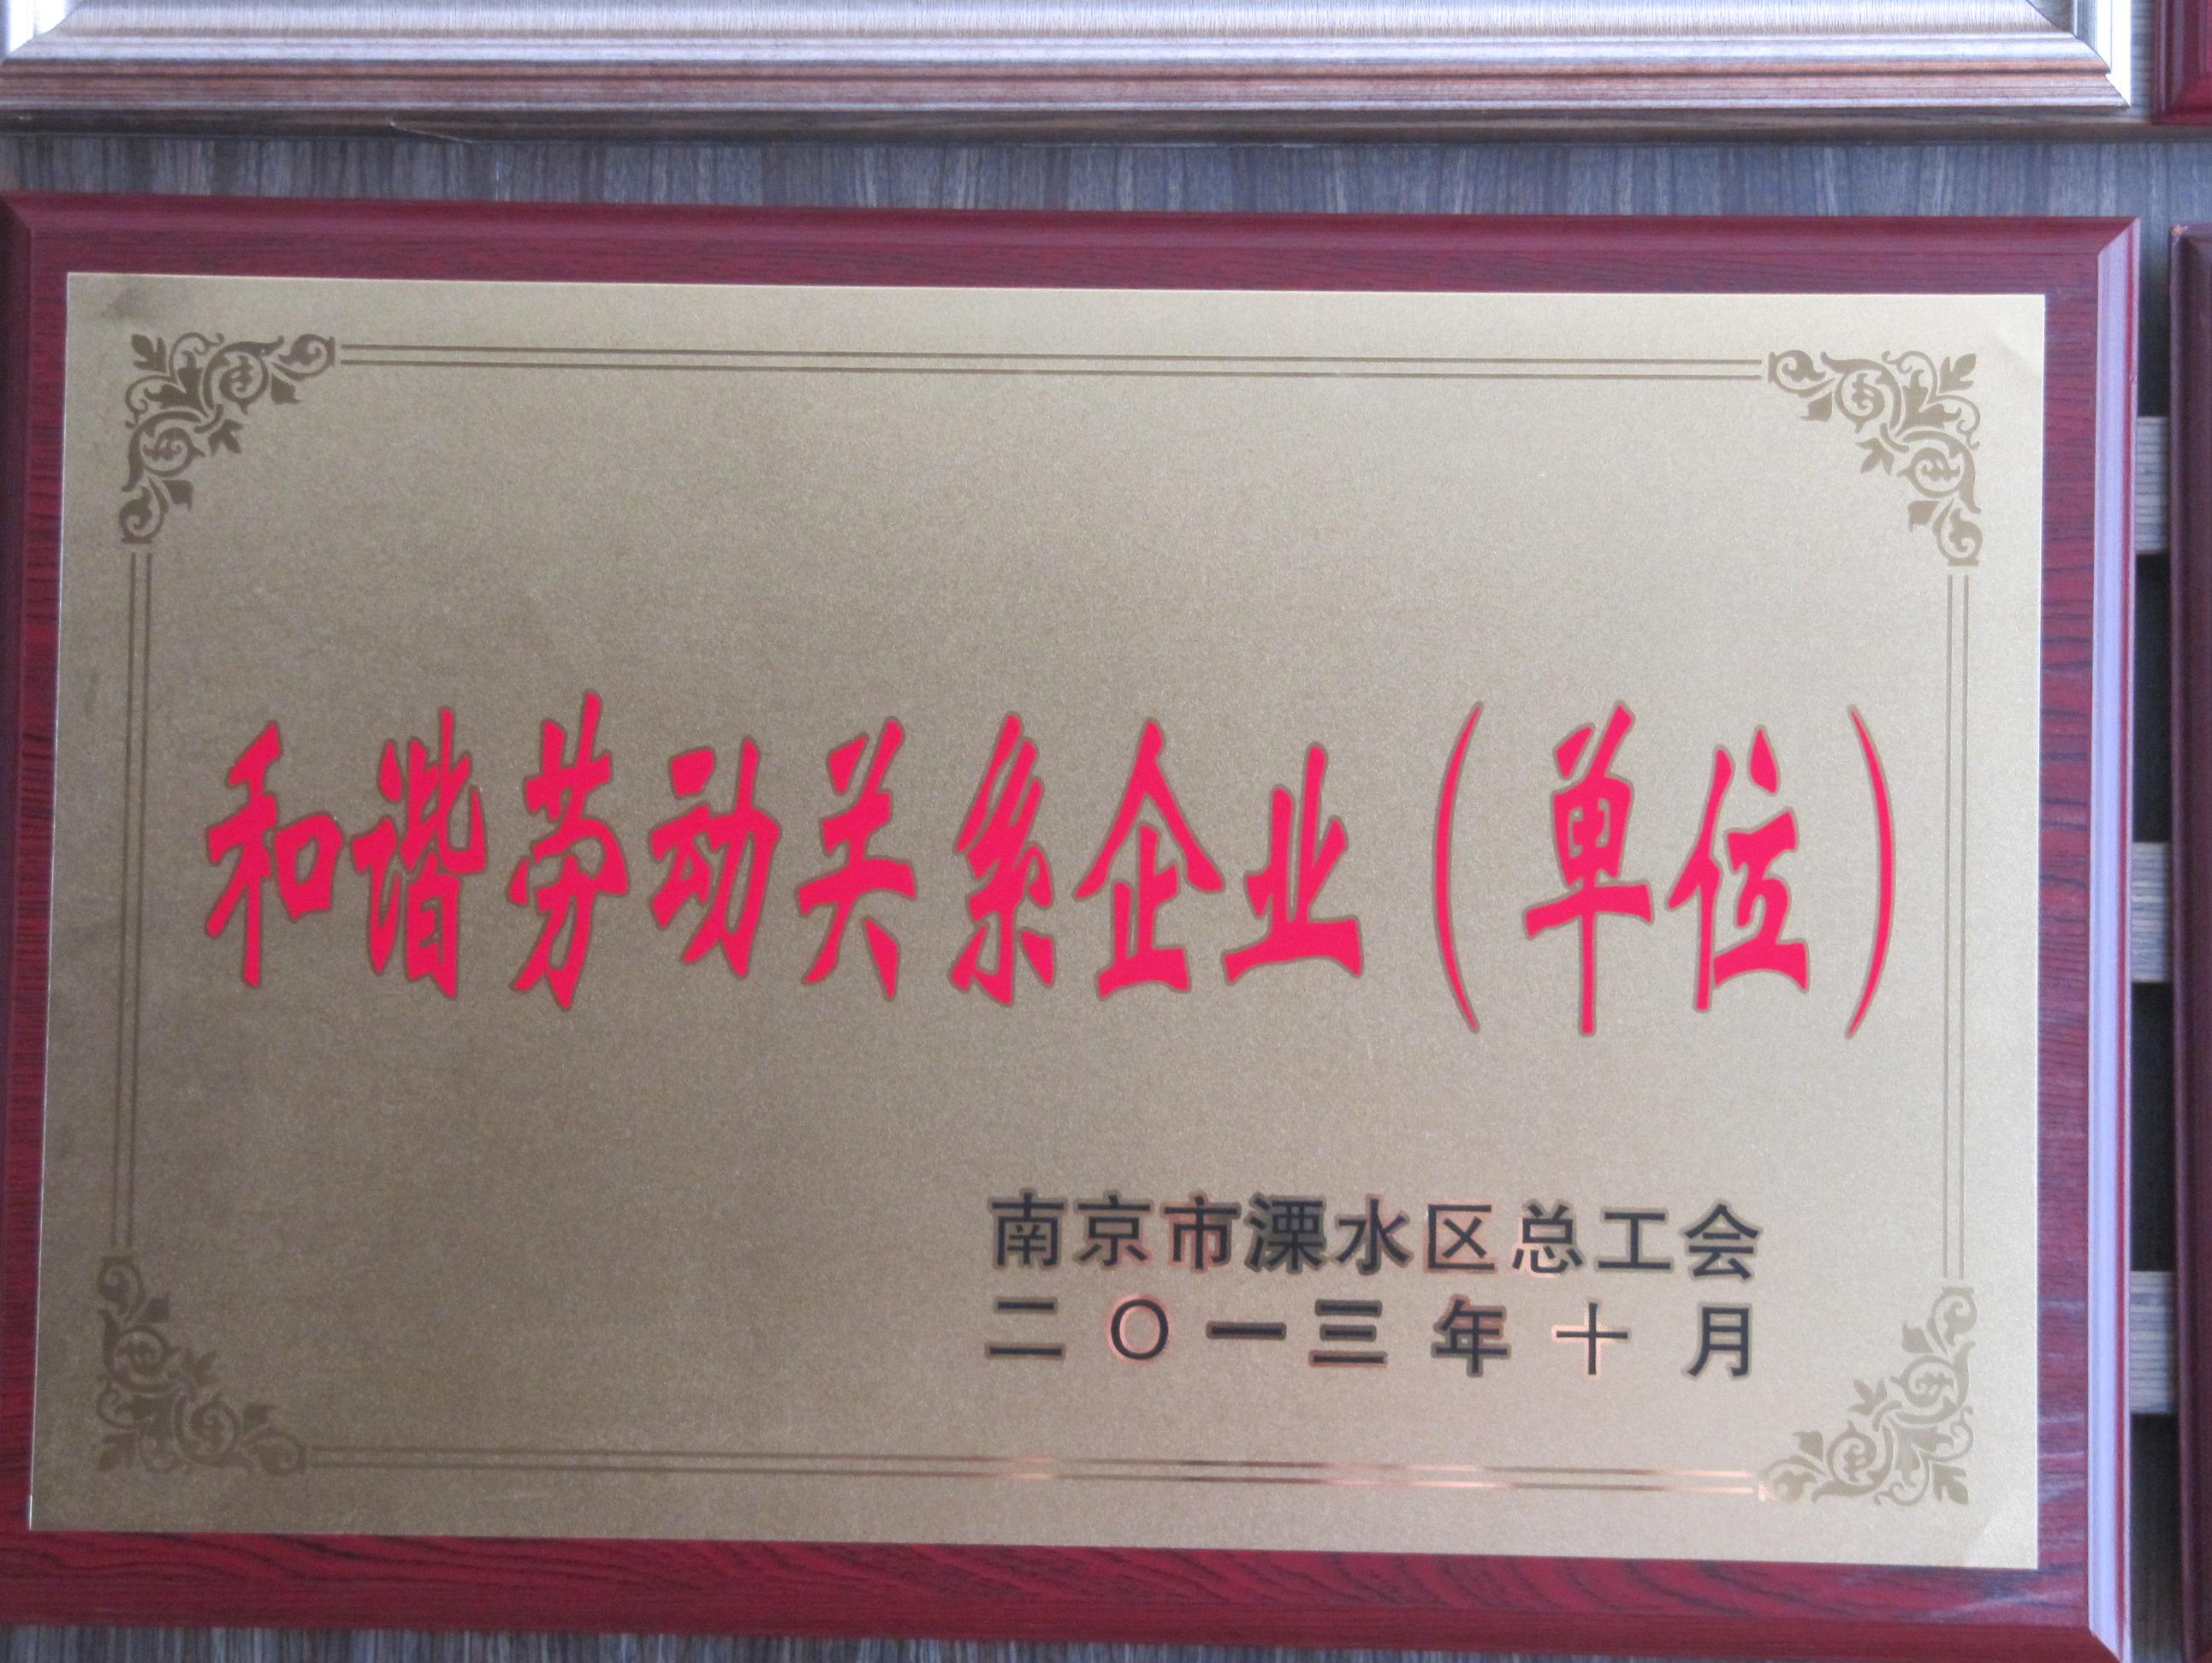 和谐劳动关系企业（单位）
南京市溧水区总工会
二〇一三年十月